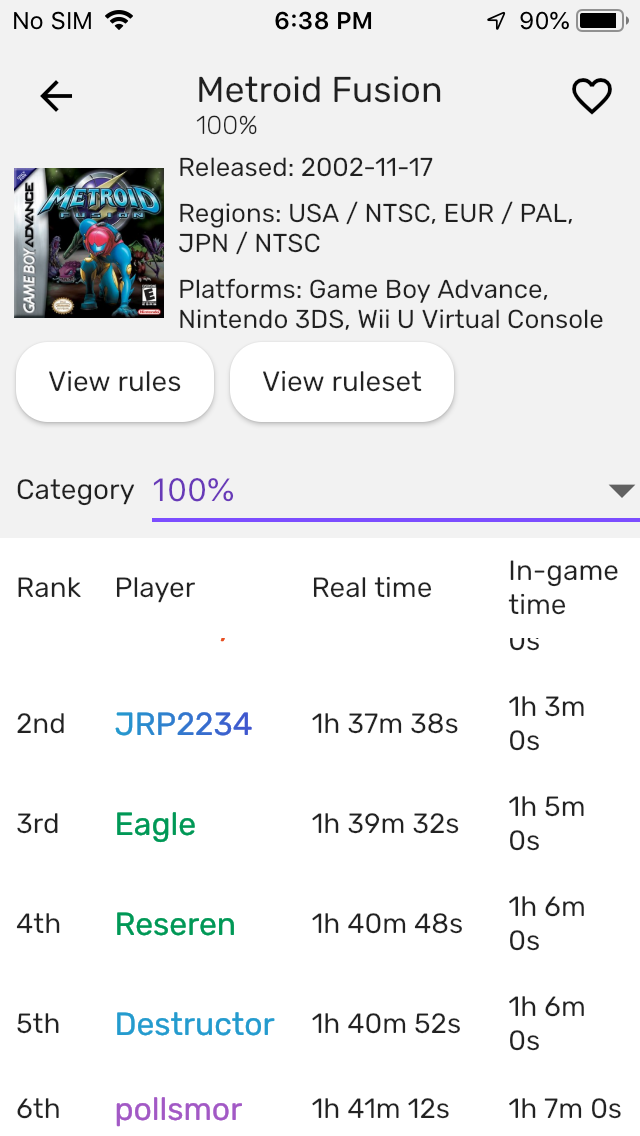 No SIM 6:38 PM 90%
Metroid Fusion
100%
Released: 2002-11-17
Regions: USA / NTSC, EUR / PAL,
JPN / NTSC
Platforms: Game Boy Advance,
Nintendo 3DS, Wii U Virtual Console
GAME BOY ADVANCE
METROID
FUSION
E
Nintendo
View rules View ruleset
Category 100%
Rank Player Real time In-game
time
0s
2nd JRP2234 1h 37m 38s 1h 3m
0s
3rd Eagle 1h 39m 32s 1h 5m
0s
4th Reseren 1h 40m 48s 1h 6m
0s
5th Destructor 1h 40m 52s 1h 6m
0s
6th pollsmor 1h 41m 12s 1h 7m 0s